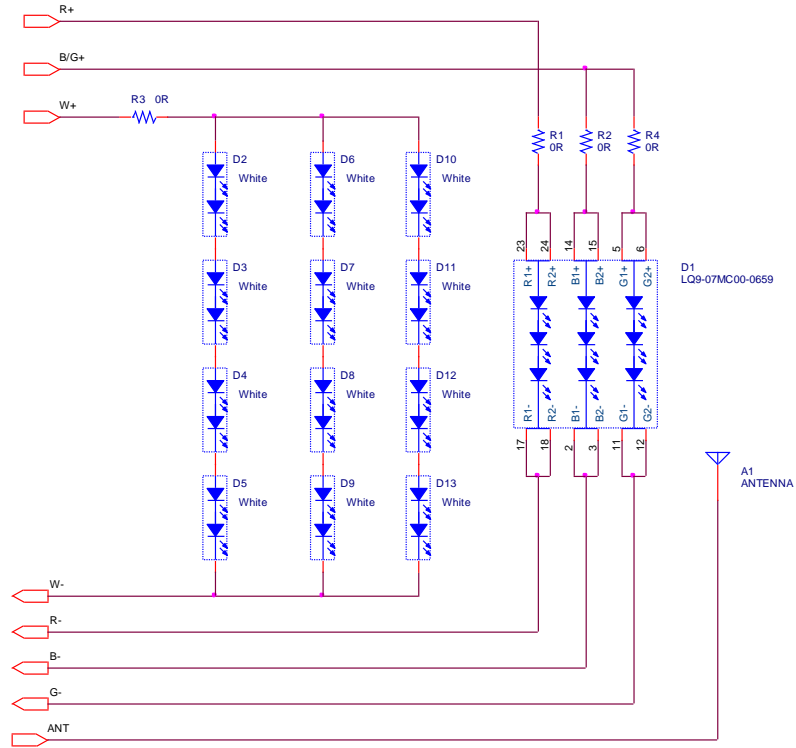 R+
B/G+
W+
R3 0R
R1
0R
R2
0R
R4
0R
D2
White
D6
White
D10
White
D3
White
D7
White
D11
White
D4
White
D8
White
D12
White
D5
White
D9
White
D13
White
23
24
14
15
5
6
R1+
R2+
B1+
B2+
G1+
G2+
D1
LQ9-07MC00-0659
R1-
R2-
B1-
B2-
G1-
G2-
17
18
2
3
11
12
A1
ANTENNA
W-
R-
B-
G-
ANT